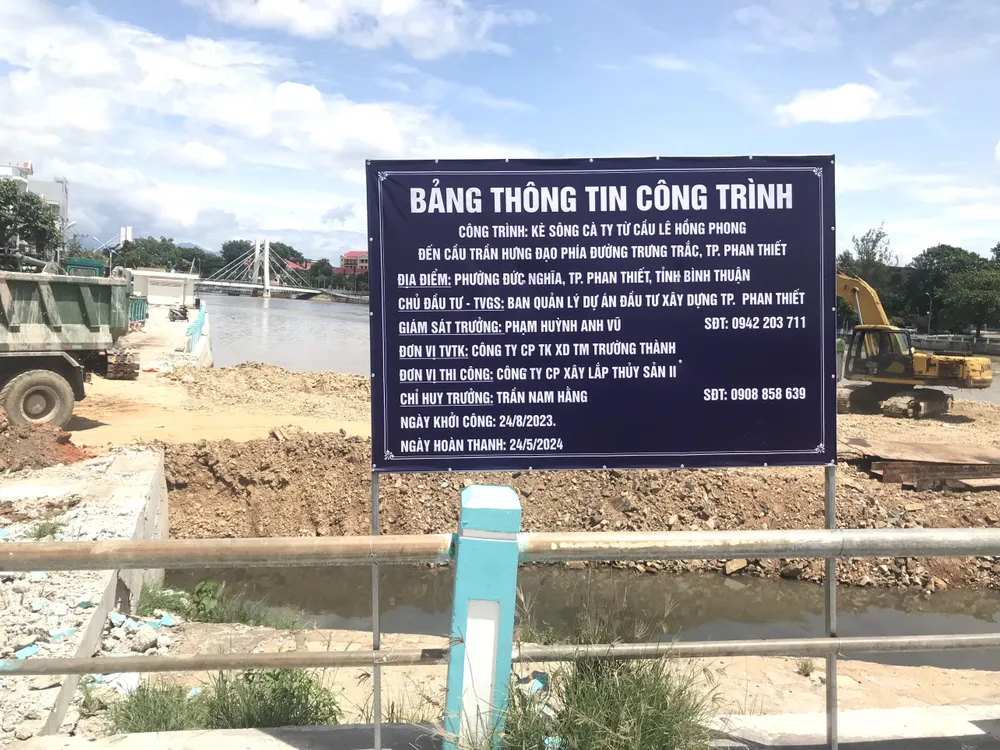 BẢNG THÔNG TIN CÔNG TRÌNH
CÔNG TRÌNH: KÈ SÔNG CÀ TY TỪ CẦU LÊ HỒNG PHONG
ĐẾN CẦU TRẦN HƯNG ĐẠO PHÍA ĐƯỜNG TRƯNG TRẮC, TP. PHAN THIẾT
ĐỊA ĐIỂM: PHƯỜNG ĐỨC NGHĨA, TP. PHAN THIẾT, TỈNH BÌNH THUẬN
CHỦ ĐẦU TƯ - TVGS: BAN QUẢN LÝ DỰ ÁN ĐẦU TƯ XÂY DỰNG TP. PHAN THIẾT
GIÁM SÁT TRƯỞNG: PHẠM HUỲNH ANH VŨ SĐT: 0942 203 711
ĐƠN VỊ TVTK: CÔNG TY CP TK XD TM TRƯỜNG THÀNH
ĐƠN VỊ THI CÔNG: CÔNG TY CP XÂY LẮP THỦY SẢN II
CHỈ HUY TRƯỞNG: TRẦN NAM HẰNG SĐT: 0908 858 639
NGÀY KHỞI CÔNG: 24/8/2023.
NGÀY HOÀN THANH: 24/5/2024